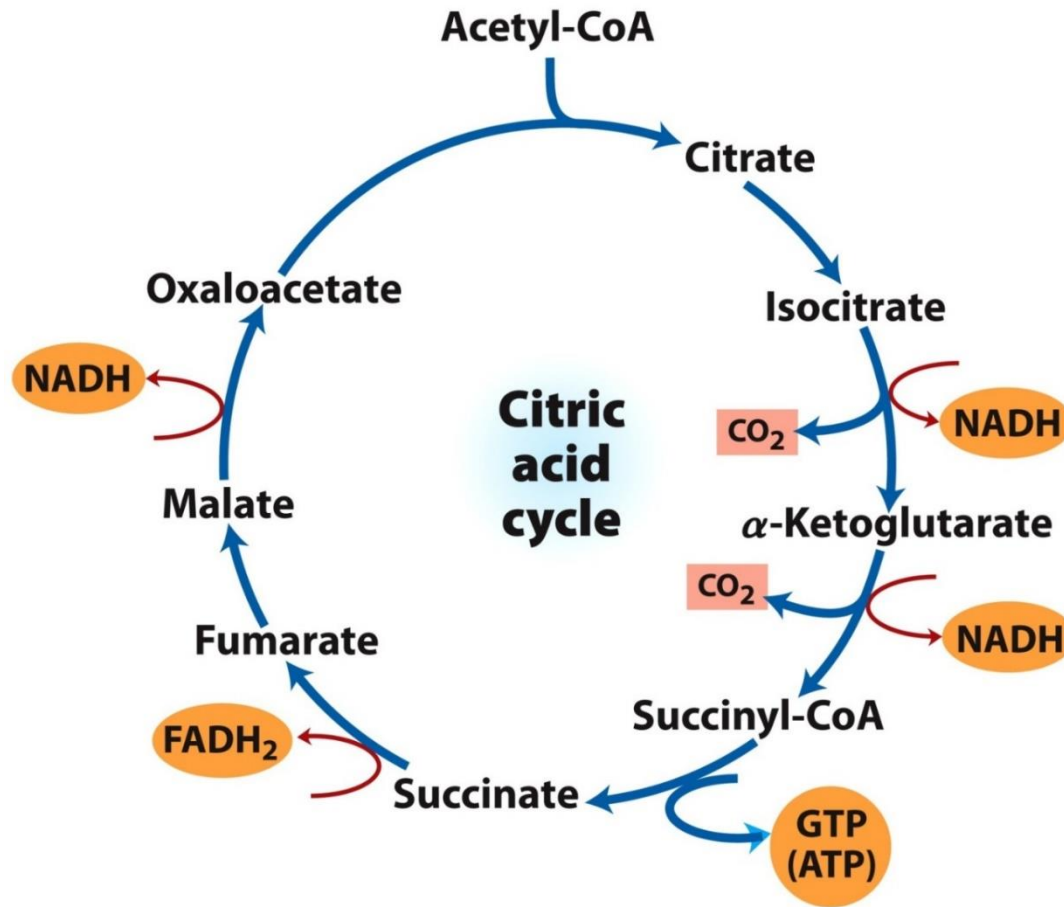 Acetyl-CoA
Citrate
Isocitrate
NADH
CO₂
α-Ketoglutarate
CO₂
NADH
Succinyl-CoA
GTP
(ATP)
Succinate
FADH₂
Fumarate
Malate
NADH
Oxaloacetate
Citric
acid
cycle